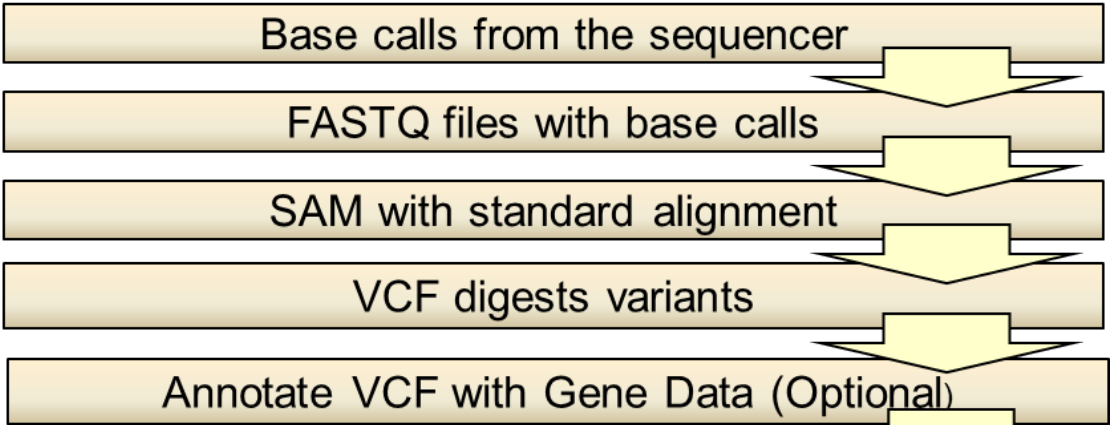 Base calls from the sequencer
FASTQ files with base calls
SAM with standard alignment
VCF digests variants
Annotate VCF with Gene Data (Optional)